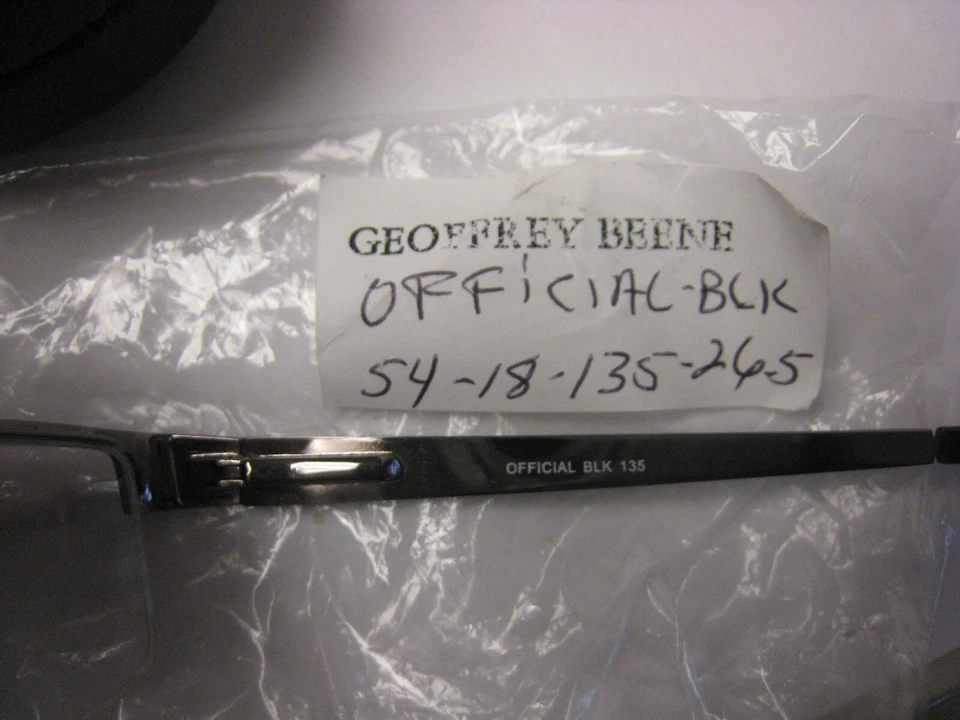 GEOFFREY BEENE
OFFiCIAL-BLK
54-18-135-265
OFFICIAL BLK 135